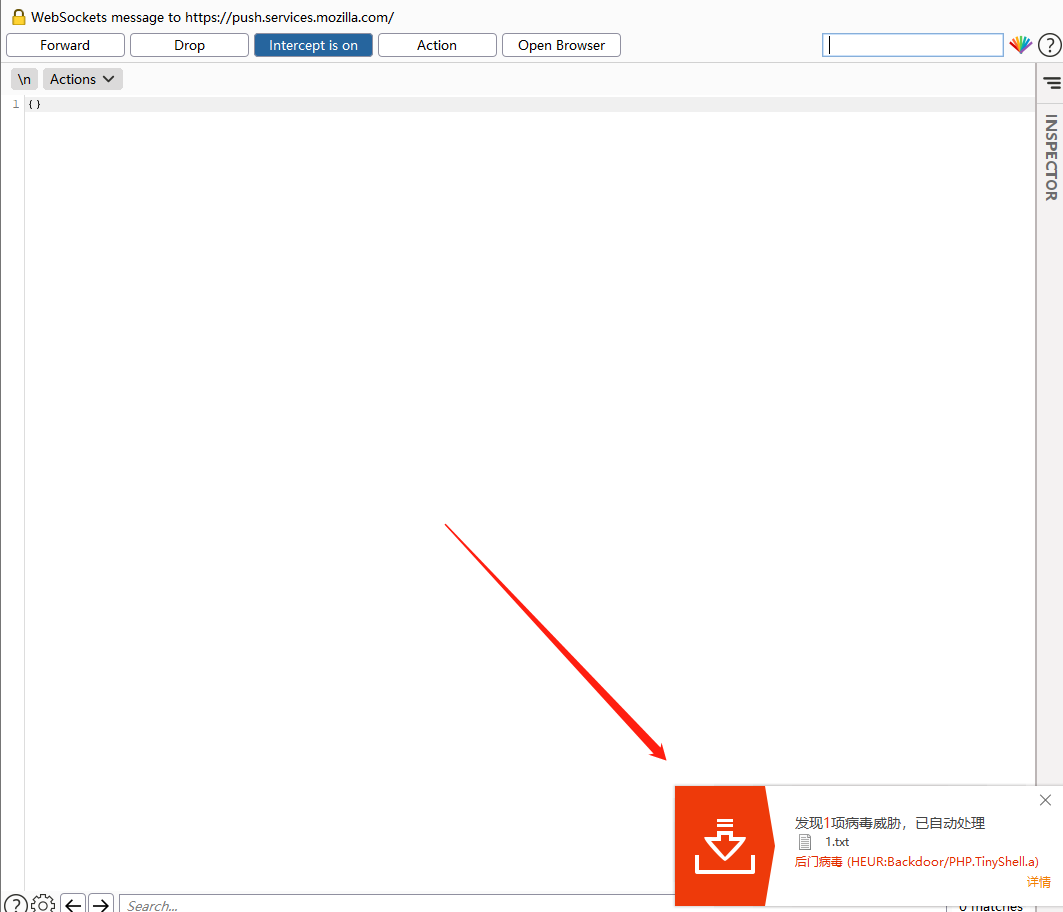 WebSockets message to https://push.services.mozilla.com/
Forward Drop Intercept is on Action Open Browser ?
\n Actions
1 {}
INSPECTOR
发现1项病毒威胁，已自动处理
1.txt
后门病毒 (HEUR:Backdoor/PHP.TinyShell.a)
详情
? Search... 0 matches